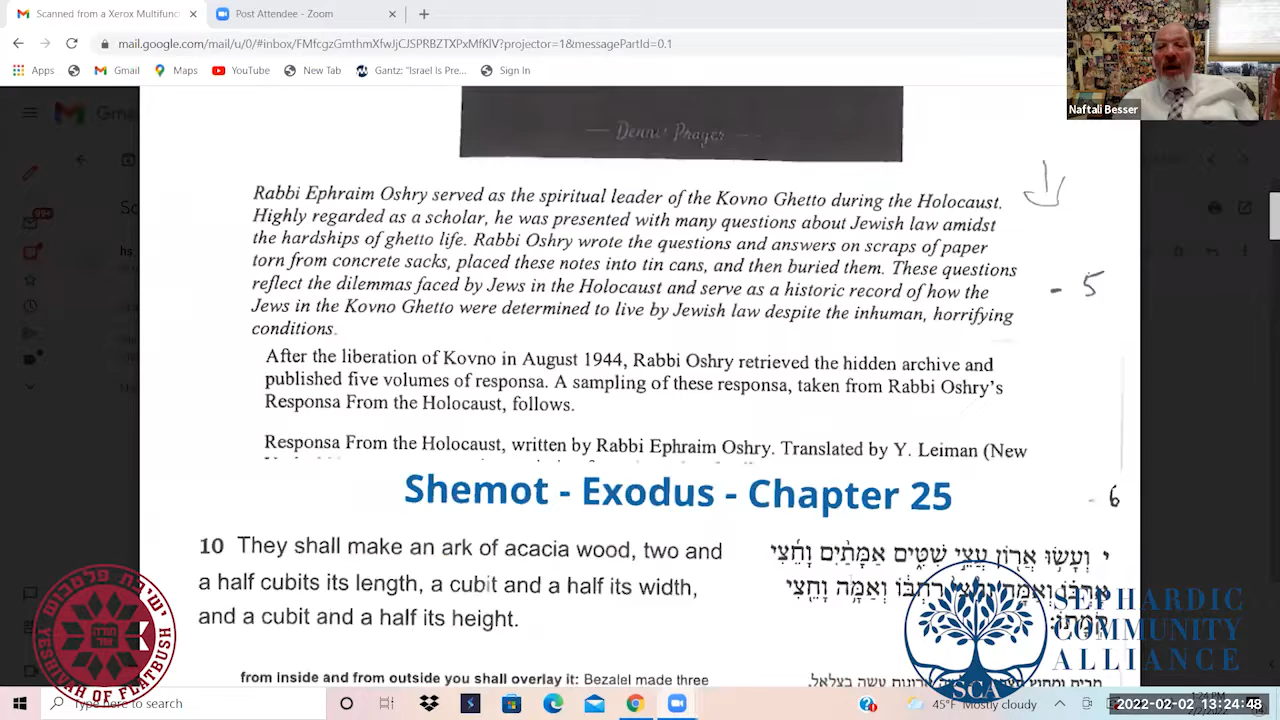 Scanned from a Xerox Multifunc
Post Attendee - Zoom
mail.google.com/mail/u/0/#inbox/FMfcgzGmthmXfwJjCJSPRBZTXPxMfKlV?projector=1&messagePartId=0.1
Apps Gmail Maps YouTube New Tab Gantz: "Israel Is Pre... Sign In
Naftali Besser
— Dennis Prager —
Rabbi Ephraim Oshry served as the spiritual leader of the Kovno Ghetto during the Holocaust.
Highly regarded as a scholar, he was presented with many questions about Jewish law amidst
the hardships of ghetto life. Rabbi Oshry wrote the questions and answers on scraps of paper
torn from concrete sacks, placed these notes into tin cans, and then buried them. These questions
reflect the dilemmas faced by Jews in the Holocaust and serve as a historic record of how the
- 5
Jews in the Kovno Ghetto were determined to live by Jewish law despite the inhuman, horrifying
conditions.
After the liberation of Kovno in August 1944, Rabbi Oshry retrieved the hidden archive and
published five volumes of responsa. A sampling of these responsa, taken from Rabbi Oshry's
Responsa From the Holocaust, follows.
Responsa From the Holocaust, written by Rabbi Ephraim Oshry. Translated by Y. Leiman (New
Shemot - Exodus - Chapter 25
- 6
10 They shall make an ark of acacia wood, two and
a half cubits its length, a cubit and a half its width,
and a cubit and a half its height.
י וְעָשׂ֥וּ אֲר֖וֹן עֲצֵ֣י שִׁטִּ֑ים אַמָּתַ֨יִם וָחֵ֜צִי
אָרְכּ֗וֹ וְאַמָּ֤ה וָחֵ֙צִי֙ רָחְבּ֔וֹ וְאַמָּ֥ה וָחֵ֖צִי
קֹמָתֽוֹ:
from inside and from outside you shall overlay it: Bezalel made three
ישיבת פלטבוש
תורה
אור
YESHIVAH OF FLATBUSH
SEPHARDIC
COMMUNITY
ALLIANCE
SCA
Type here to search
45°F Mostly cloudy
2022-02-02 13:24:48